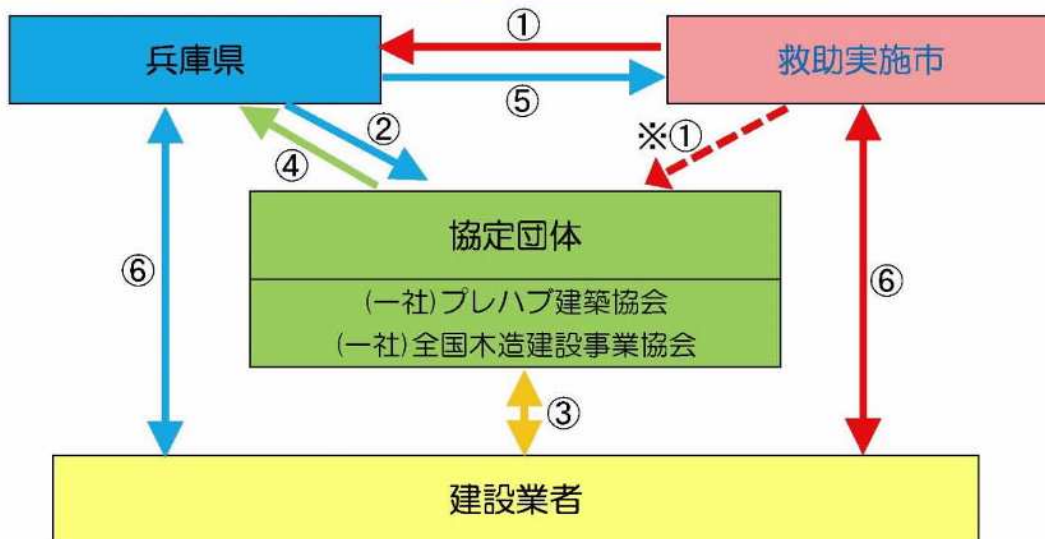 ①
兵庫県
救助実施市
⑤
②
※①
④
協定団体
⑥
⑥
(一社)プレハブ建築協会
(一社)全国木造建設事業協会
③
建設業者